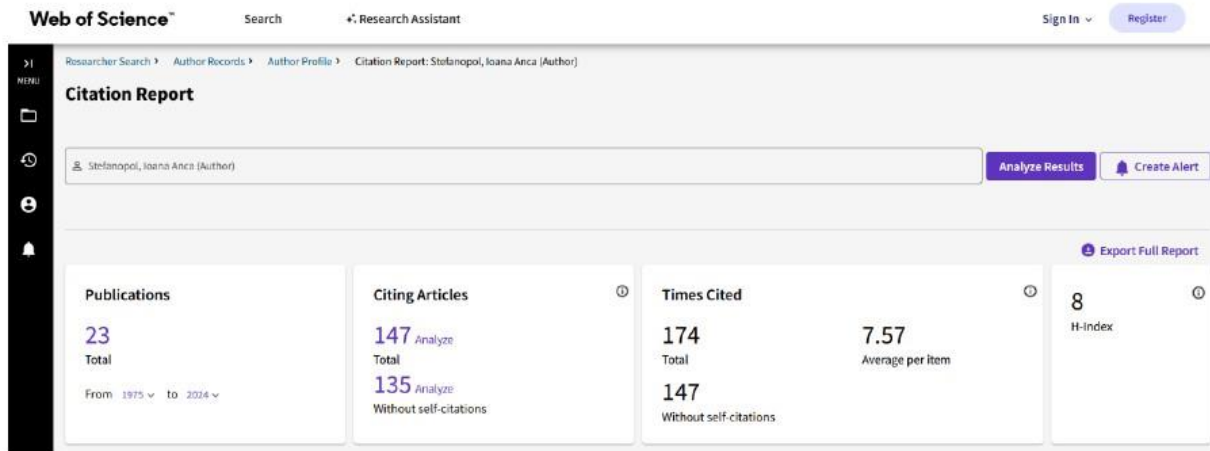 Web of Science™ Search Research Assistant Sign In Register
MENU
Researcher Search > Author Records > Author Profile > Citation Report: Stefanopol, Ioana Anca (Author)
Citation Report
Stefanopol, Ioana Anca (Author) Analyze Results Create Alert
Export Full Report
Publications
23
Total
From 1975 to 2024
Citing Articles
147 Analyze
Total
135 Analyze
Without self-citations
Times Cited
174
Total
7.57
Average per item
147
Without self-citations
8
H-Index